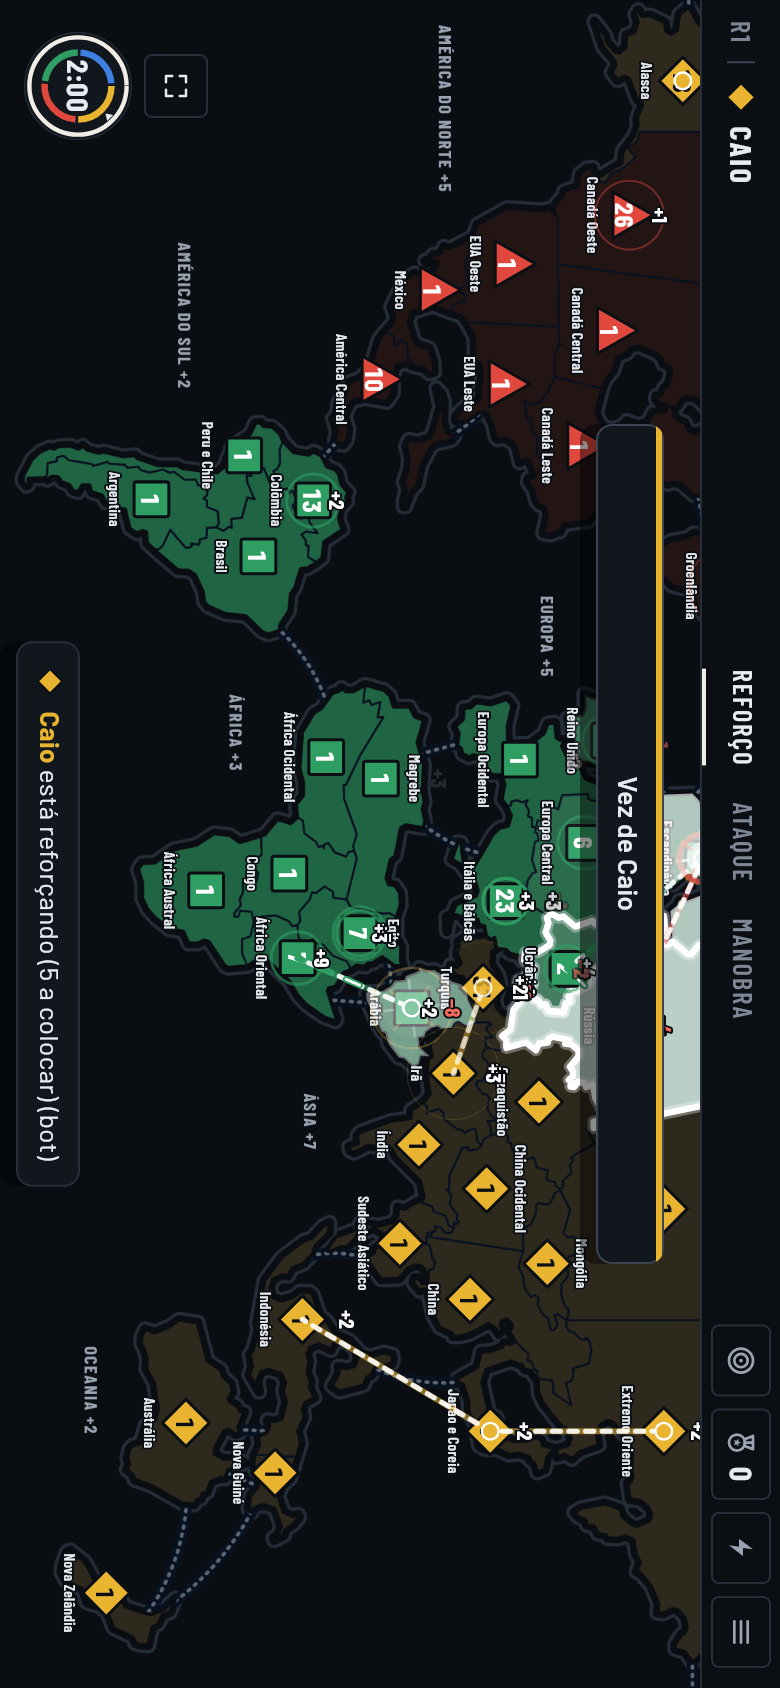 R1
CAIO
REFORÇO
ATAQUE
MANOBRA
0
Vez de Caio
Alasca
+1
26
Canadá Oeste
1
Canadá Central
1
EUA Oeste
1
México
1
EUA Leste
1
Canadá Leste
Groenlândia
10
América Central
AMÉRICA DO NORTE +5
AMÉRICA DO SUL +2
+2
13
Colômbia
1
Peru e Chile
1
Brasil
1
Argentina
EUROPA +5
Reino Unido
1
Europa Ocidental
6
Europa Central
+3
+3
23
Itália e Bálcãs
Ucrânia
Rússia
+3
Magrebe
1
1
África Ocidental
ÁFRICA +3
+3
7
Egito
1
Congo
+9
África Oriental
1
África Austral
Turquia
-8
+2
Arábia
+21
Irã
+3
1
1
Índia
1
China Ocidental
1
Mongólia
1
China
1
Sudeste Asiático
ÁSIA +7
+2
Indonésia
+2
Japão e Coreia
+2
Extremo Oriente
1
Austrália
1
Nova Guiné
1
Nova Zelândia
OCEANIA +2
2:00
Caio está reforçando (5 a colocar) (bot)